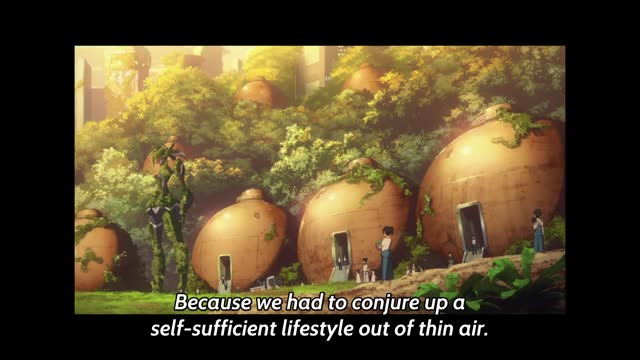 Because we had to conjure up a
self-sufficient lifestyle out of thin air.